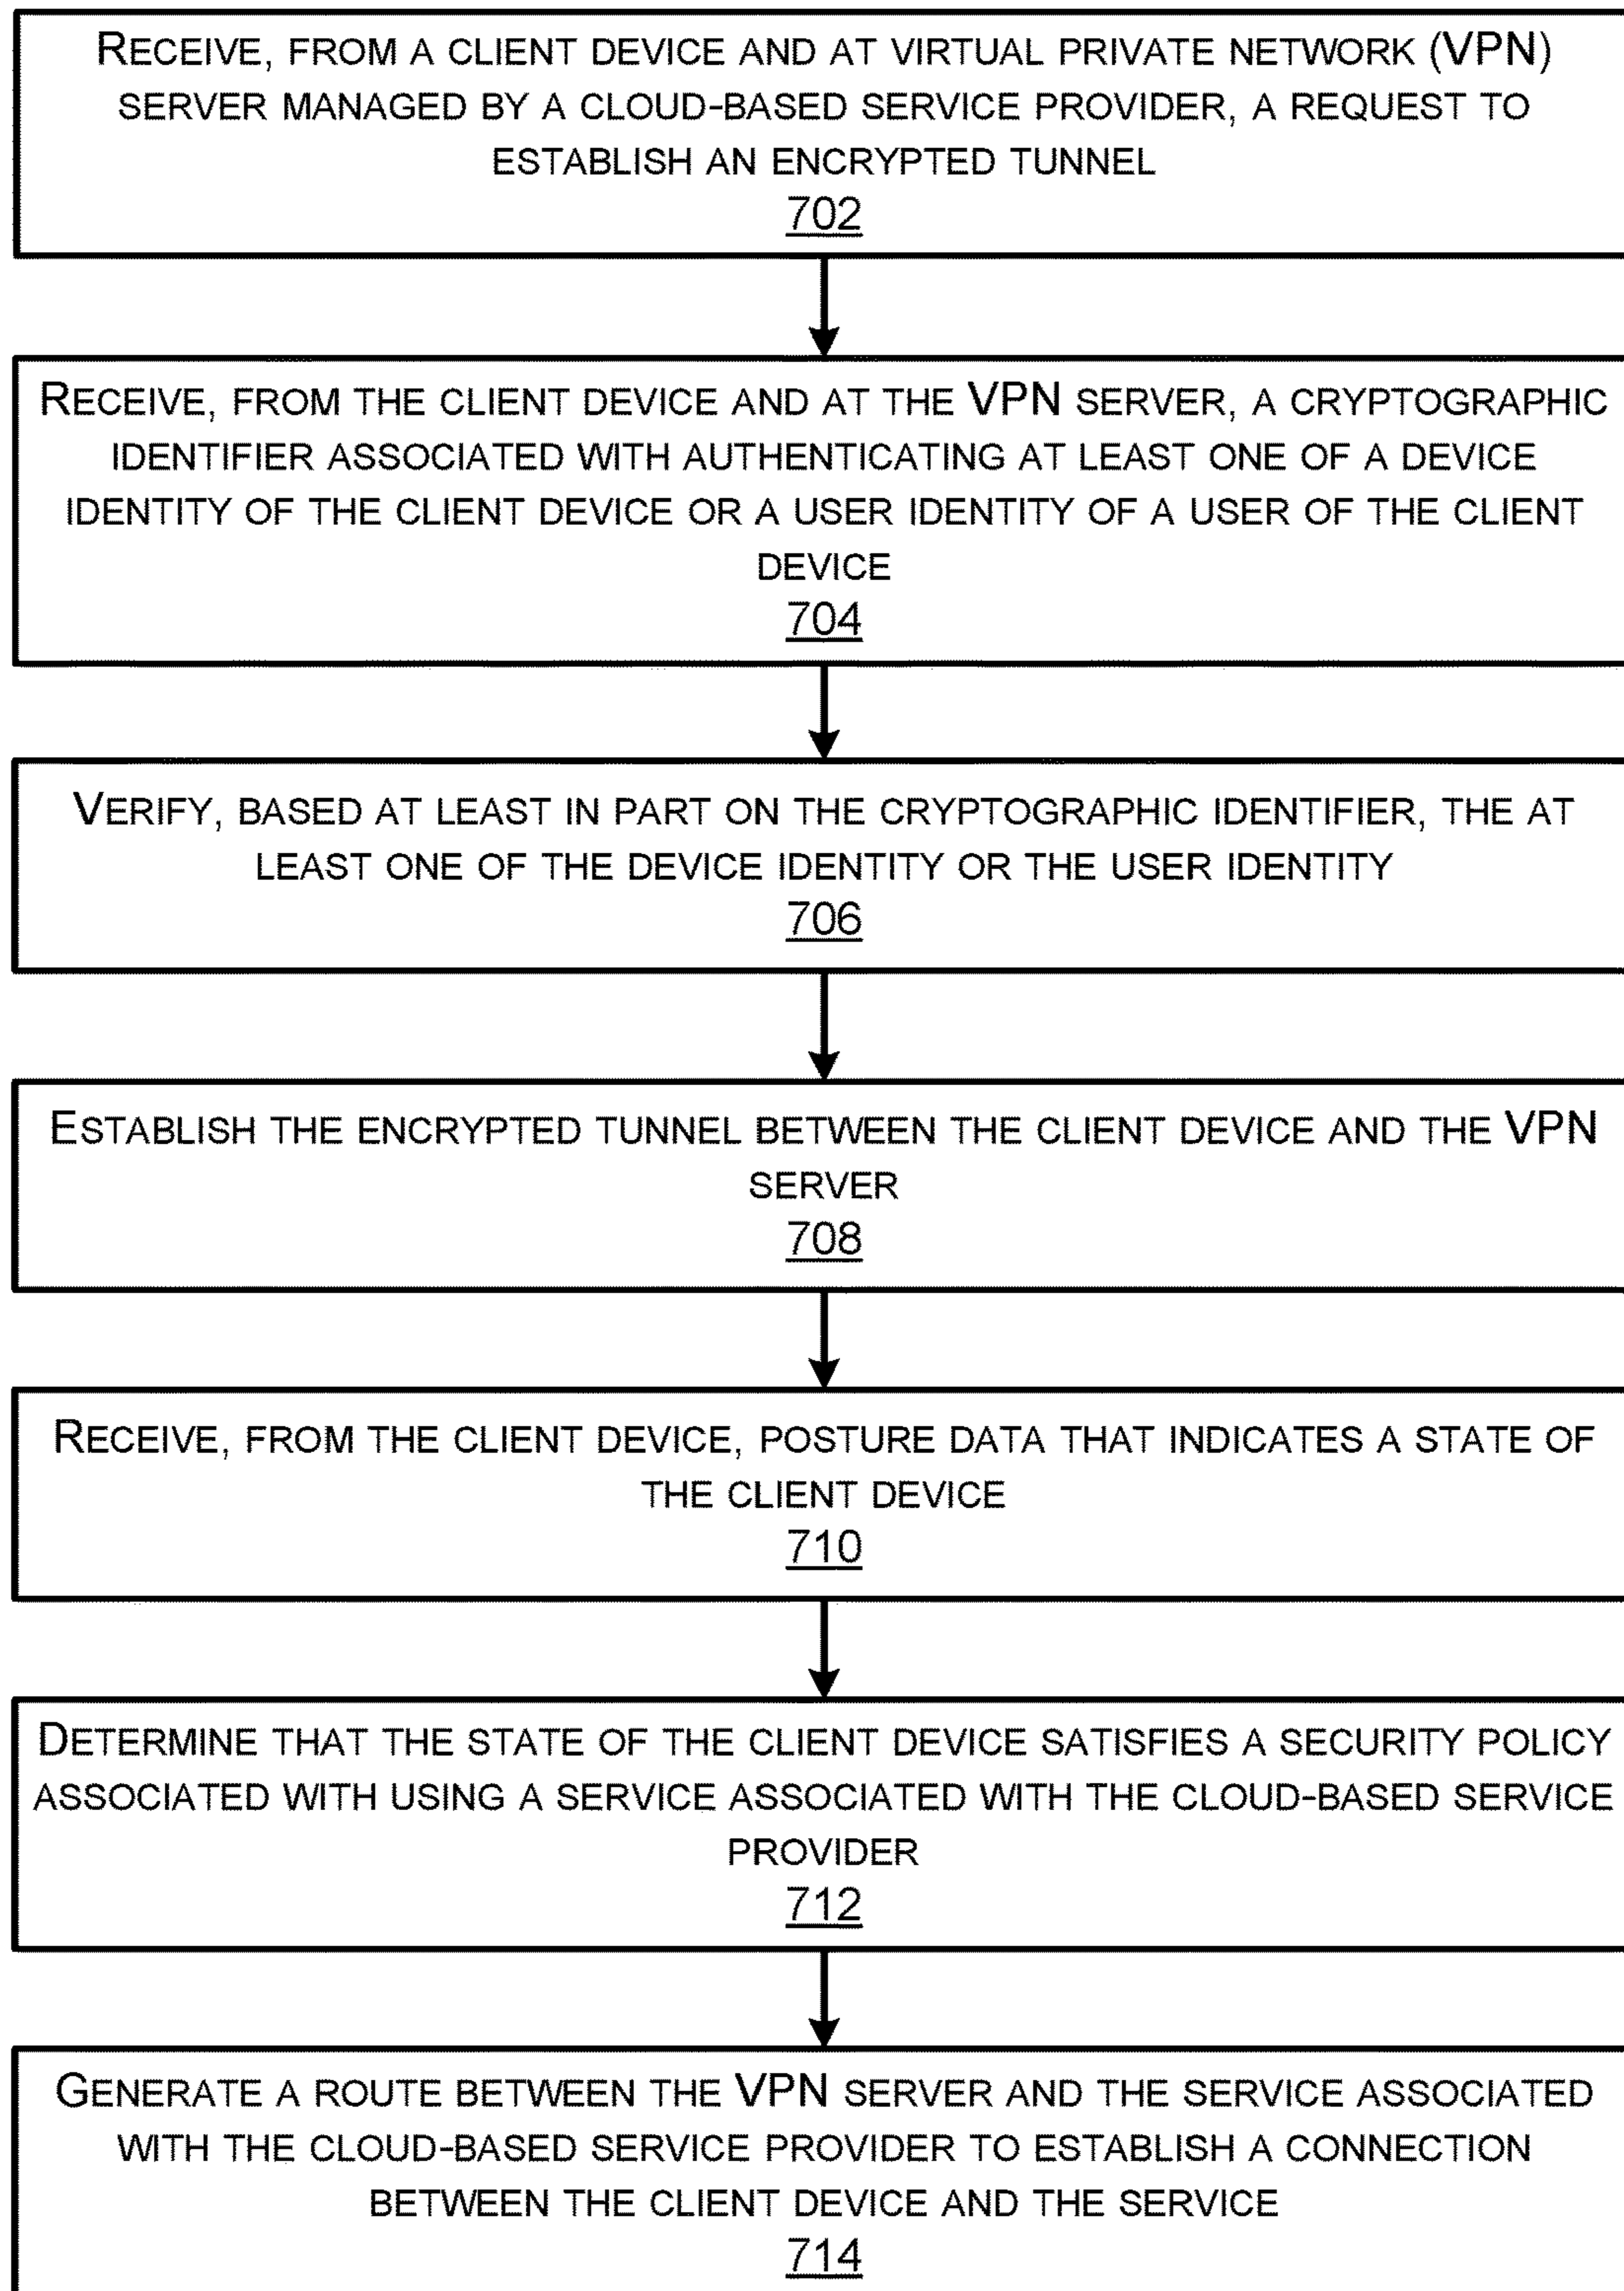 RECEIVE, FROM A CLIENT DEVICE AND AT VIRTUAL PRIVATE NETWORK (VPN)
SERVER MANAGED BY A CLOUD-BASED SERVICE PROVIDER, A REQUEST TO
ESTABLISH AN ENCRYPTED TUNNEL
702
RECEIVE, FROM THE CLIENT DEVICE AND AT THE VPN SERVER, A CRYPTOGRAPHIC
IDENTIFIER ASSOCIATED WITH AUTHENTICATING AT LEAST ONE OF A DEVICE
IDENTITY OF THE CLIENT DEVICE OR A USER IDENTITY OF A USER OF THE CLIENT
DEVICE
704
VERIFY, BASED AT LEAST IN PART ON THE CRYPTOGRAPHIC IDENTIFIER, THE AT
LEAST ONE OF THE DEVICE IDENTITY OR THE USER IDENTITY
706
ESTABLISH THE ENCRYPTED TUNNEL BETWEEN THE CLIENT DEVICE AND THE VPN
SERVER
708
RECEIVE, FROM THE CLIENT DEVICE, POSTURE DATA THAT INDICATES A STATE OF
THE CLIENT DEVICE
710
DETERMINE THAT THE STATE OF THE CLIENT DEVICE SATISFIES A SECURITY POLICY
ASSOCIATED WITH USING A SERVICE ASSOCIATED WITH THE CLOUD-BASED SERVICE
PROVIDER
712
GENERATE A ROUTE BETWEEN THE VPN SERVER AND THE SERVICE ASSOCIATED
WITH THE CLOUD-BASED SERVICE PROVIDER TO ESTABLISH A CONNECTION
BETWEEN THE CLIENT DEVICE AND THE SERVICE
714